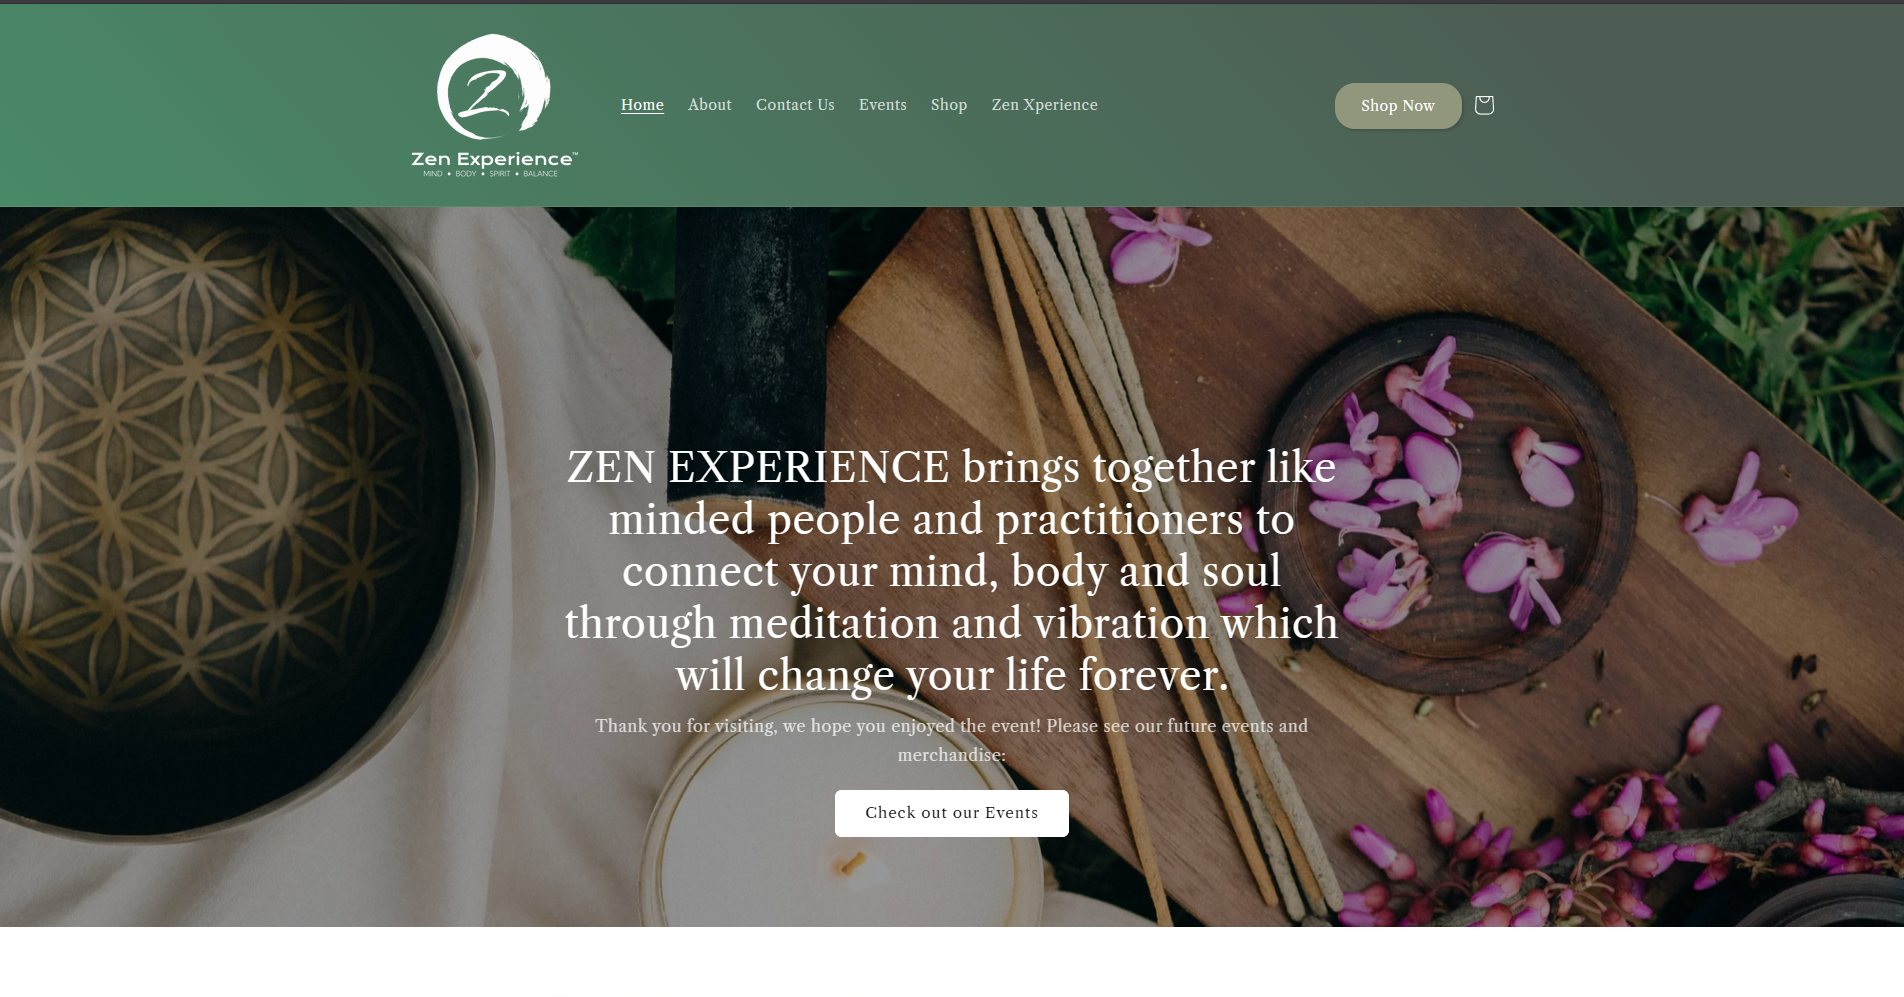 Z
Zen Experience™
MIND • BODY • SPIRIT • BALANCE
Home About Contact Us Events Shop Zen Xperience
Shop Now
ZEN EXPERIENCE brings together like
minded people and practitioners to
connect your mind, body and soul
through meditation and vibration which
will change your life forever.
Thank you for visiting, we hope you enjoyed the event! Please see our future events and
merchandise:
Check out our Events